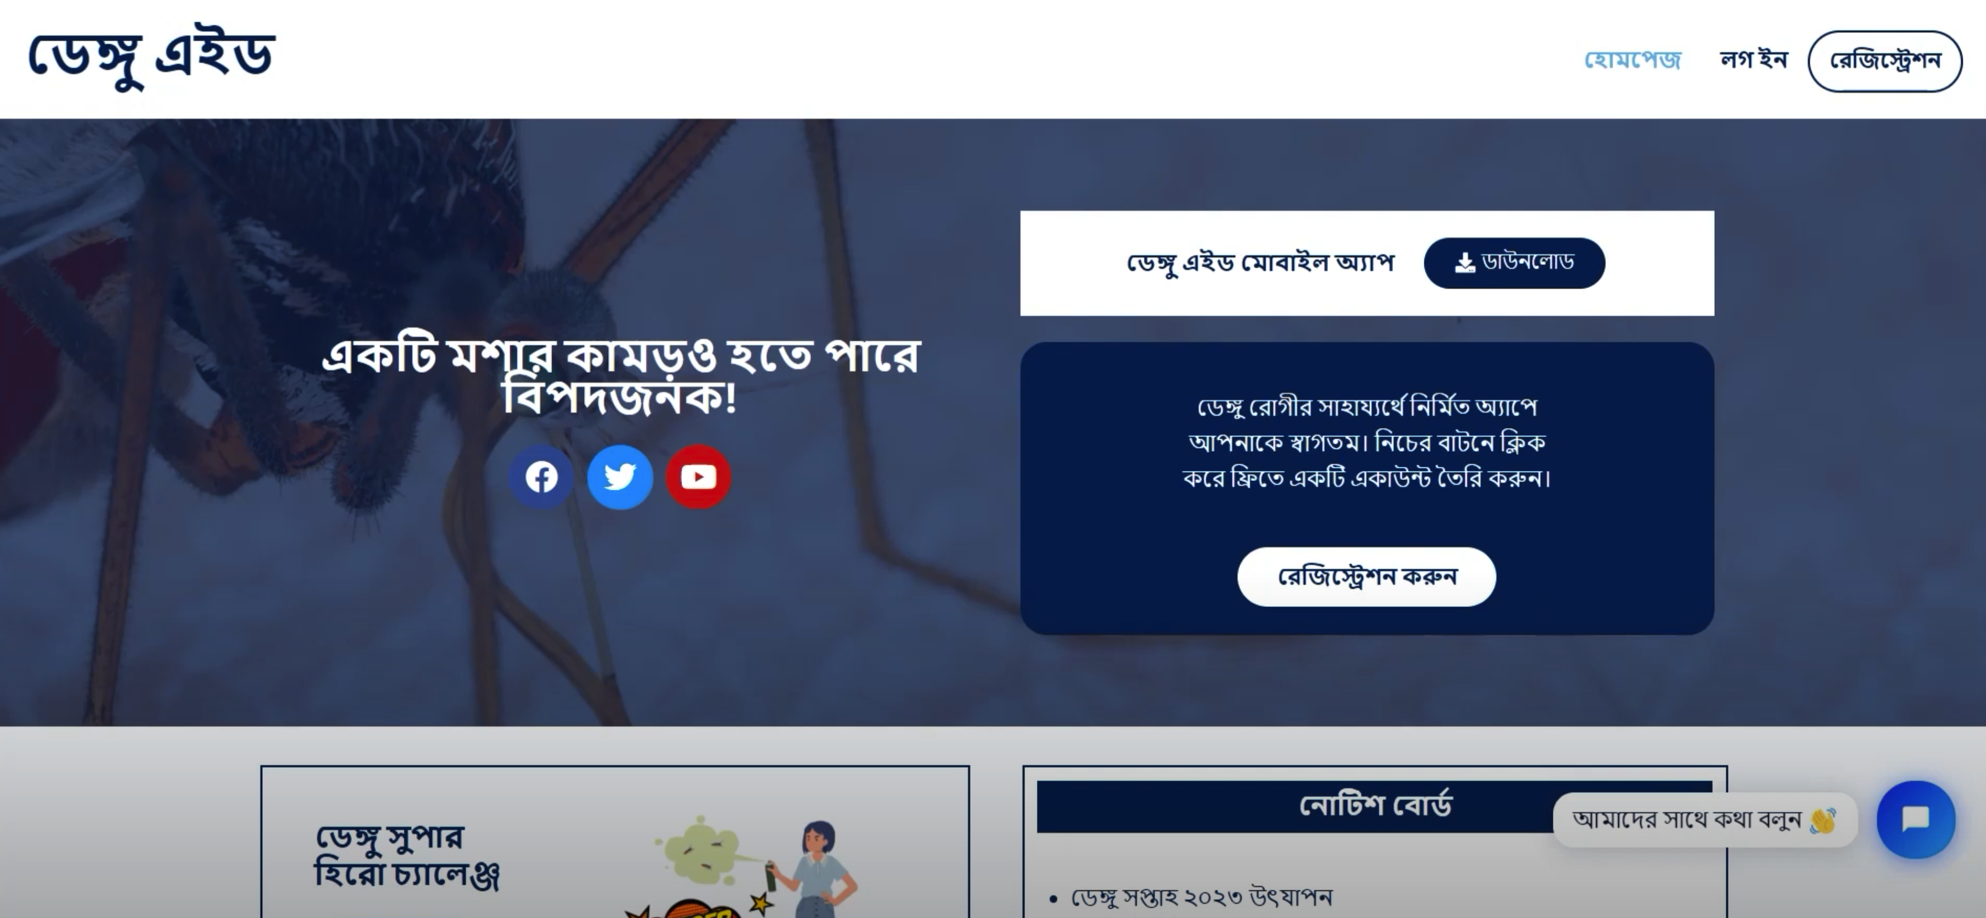 ডেঙ্গু এইড
হোমপেজ
লগ ইন
রেজিস্ট্রেশন
একটি মশার কামড়ও হতে পারে
বিপদজনক!
ডেঙ্গু এইড মোবাইল অ্যাপ
ডাউনলোড
ডেঙ্গু রোগীর সাহায্যর্থে নির্মিত অ্যাপে
আপনাকে স্বাগতম। নিচের বাটনে ক্লিক
করে ফ্রিতে একটি একাউন্ট তৈরি করুন।
রেজিস্ট্রেশন করুন
ডেঙ্গু সুপার
হিরো চ্যালেঞ্জ
নোটিশ বোর্ড
• ডেঙ্গু সপ্তাহ ২০২৩ উৎযাপন
আমাদের সাথে কথা বলুন 👋